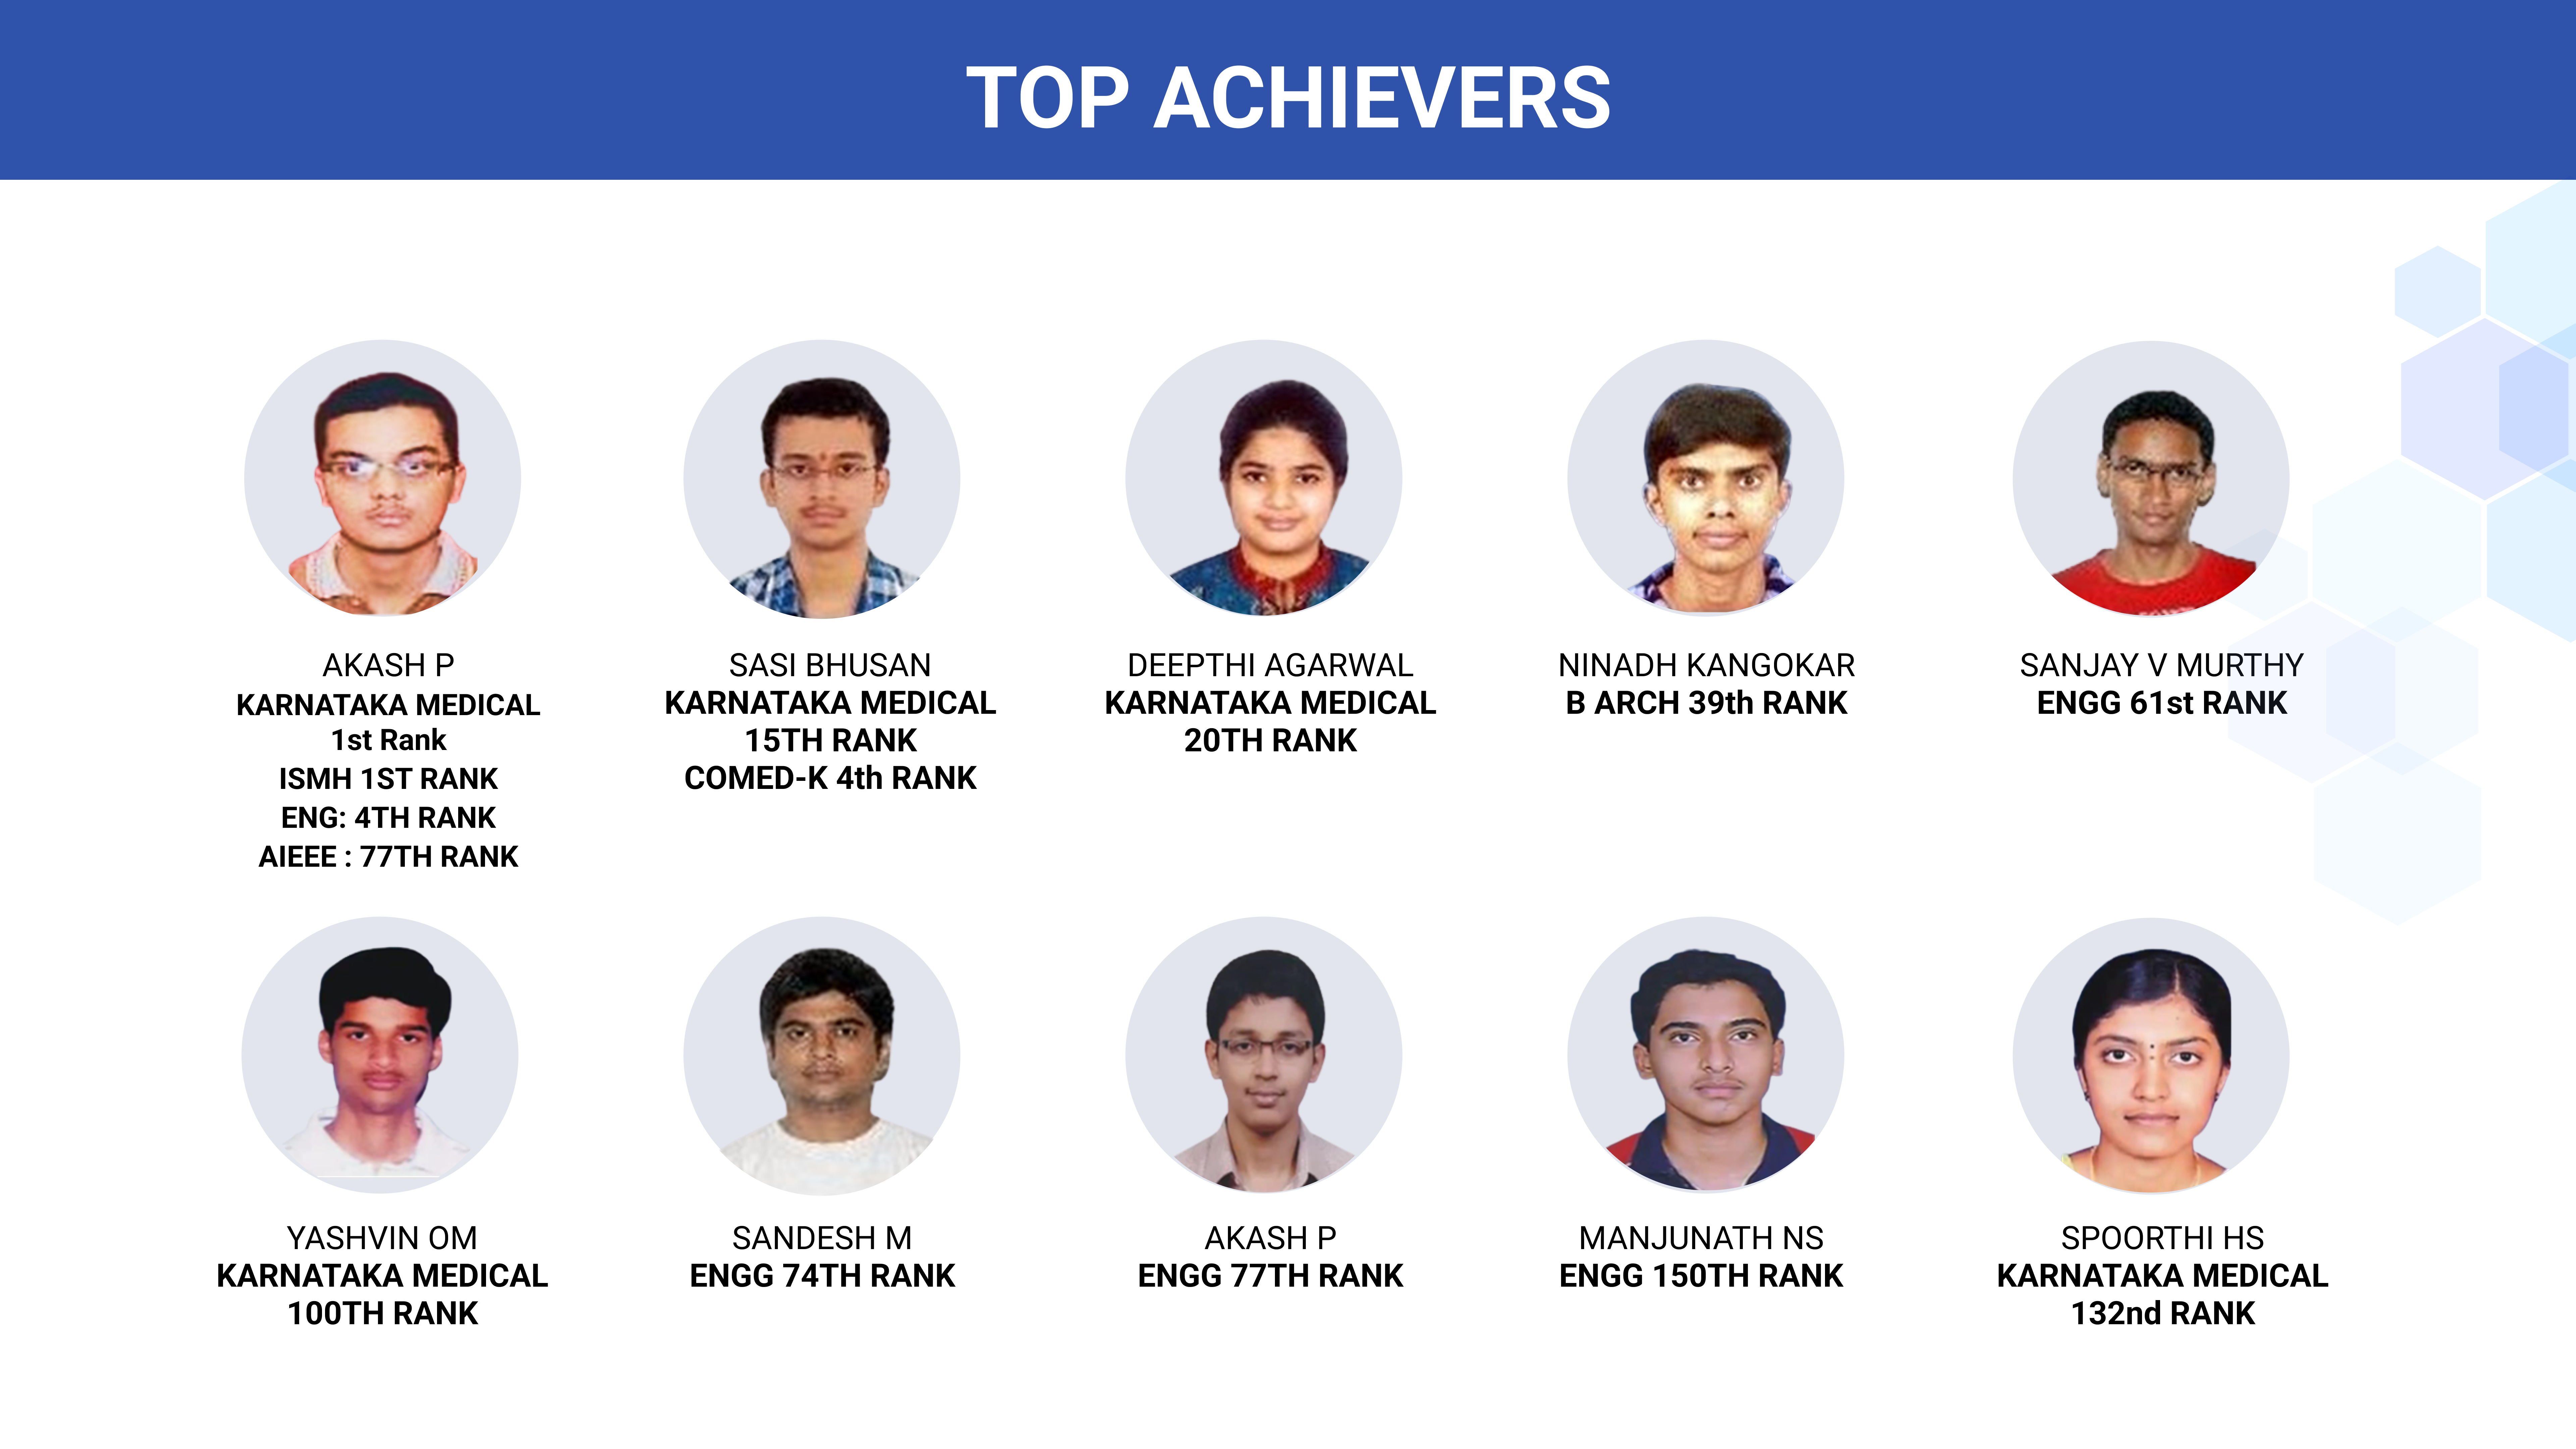 TOP ACHIEVERS
AKASH P
KARNATAKA MEDICAL
1st Rank
ISMH 1ST RANK
ENG: 4TH RANK
AIEEE : 77TH RANK
SASI BHUSAN
KARNATAKA MEDICAL
15TH RANK
COMED-K 4th RANK
DEEPTHI AGARWAL
KARNATAKA MEDICAL
20TH RANK
NINADH KANGOKAR
B ARCH 39th RANK
SANJAY V MURTHY
ENGG 61st RANK
YASHVIN OM
KARNATAKA MEDICAL
100TH RANK
SANDESH M
ENGG 74TH RANK
AKASH P
ENGG 77TH RANK
MANJUNATH NS
ENGG 150TH RANK
SPOORTHI HS
KARNATAKA MEDICAL
132nd RANK